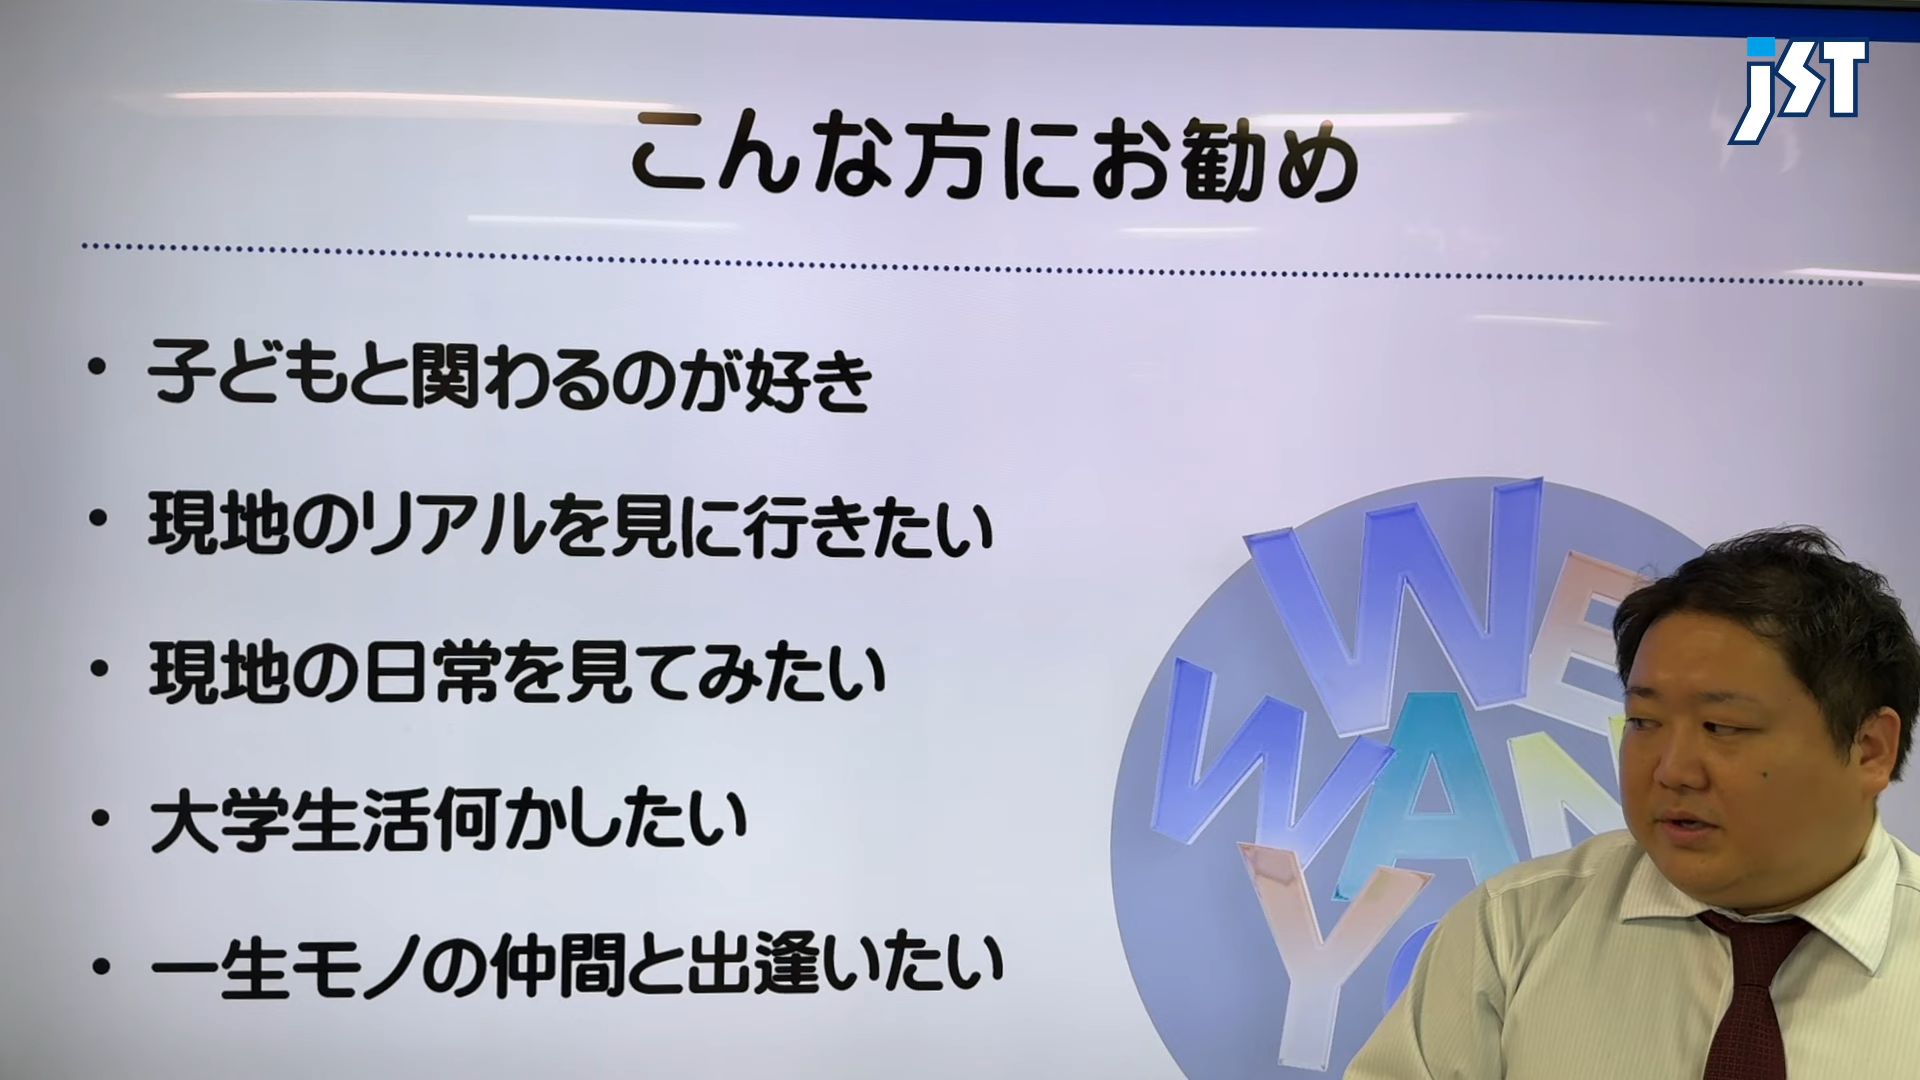 jST
こんな方にお勧め
・ 子どもと関わるのが好き
・ 現地のリアルを見に行きたい
・ 現地の日常を見てみたい
・ 大学生活何かしたい
・ 一生モノの仲間と出逢いたい
WE
WAN
Y